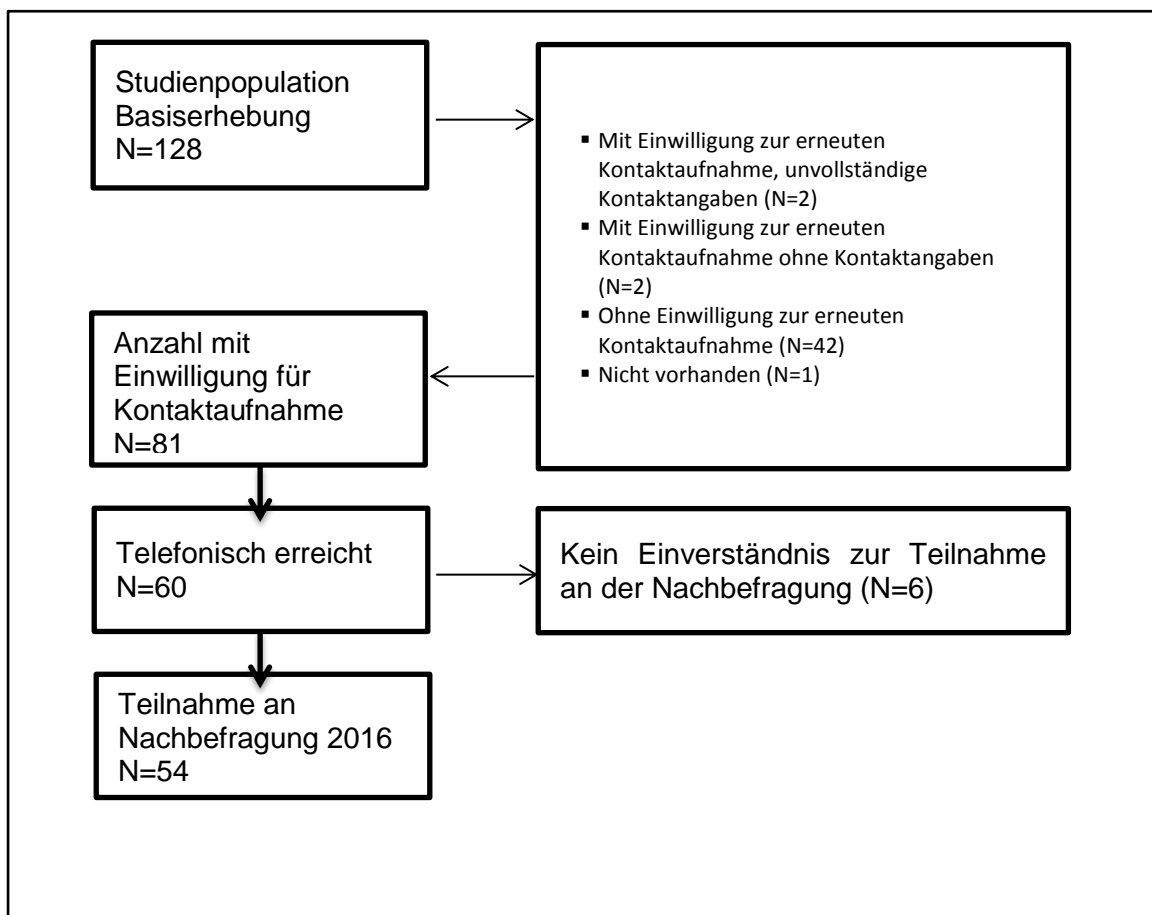 Studienpopulation
Basiserhebung
N=128
▪ Mit Einwilligung zur erneuten
Kontaktaufnahme, unvollständige
Kontaktangaben (N=2)
▪ Mit Einwilligung zur erneuten
Kontaktaufnahme ohne Kontaktangaben
(N=2)
▪ Ohne Einwilligung zur erneuten
Kontaktaufnahme (N=42)
▪ Nicht vorhanden (N=1)
Anzahl mit
Einwilligung für
Kontaktaufnahme
N=81
Telefonisch erreicht
N=60
Kein Einverständnis zur Teilnahme
an der Nachbefragung (N=6)
Teilnahme an
Nachbefragung 2016
N=54